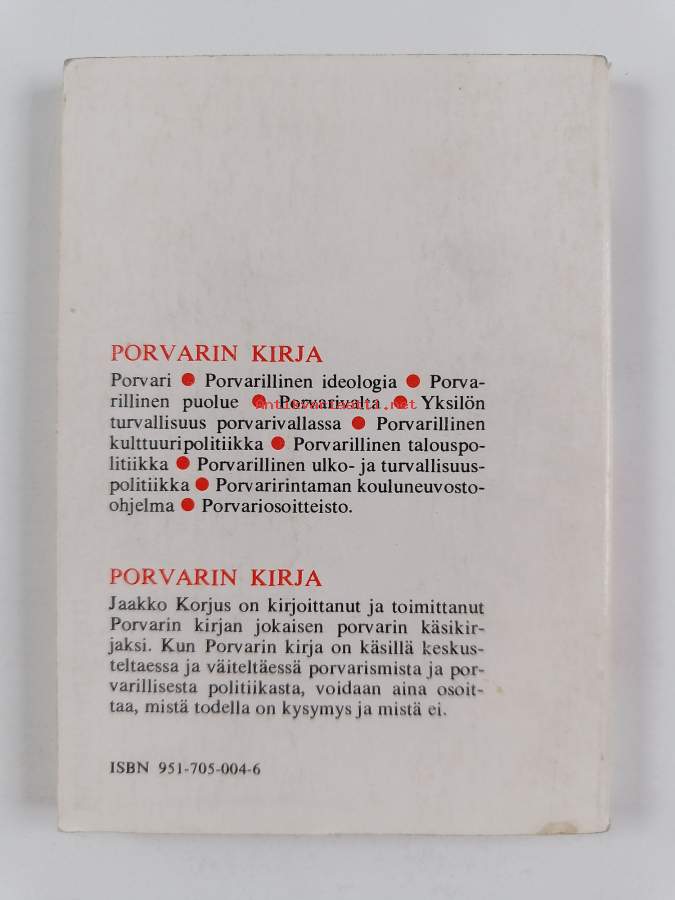 PORVARIN KIRJA
Porvari ● Porvarillinen ideologia ● Porva-
rillinen puolue ● Porvarivalta ● Yksilön
Antikvariaatti.net
turvallisuus porvarivallassa ● Porvarillinen
kulttuuripolitiikka ● Porvarillinen talouspo-
litiikka ● Porvarillinen ulko- ja turvallisuus-
politiikka ● Porvaririntaman kouluneuvosto-
ohjelma ● Porvariosoitteisto.
PORVARIN KIRJA
Jaakko Korjus on kirjoittanut ja toimittanut
Porvarin kirjan jokaisen porvarin käsikir-
jaksi. Kun Porvarin kirja on käsillä keskus-
teltaessa ja väiteltäessä porvarismista ja por-
varillisesta politiikasta, voidaan aina osoit-
taa, mistä todella on kysymys ja mistä ei.
ISBN 951-705-004-6